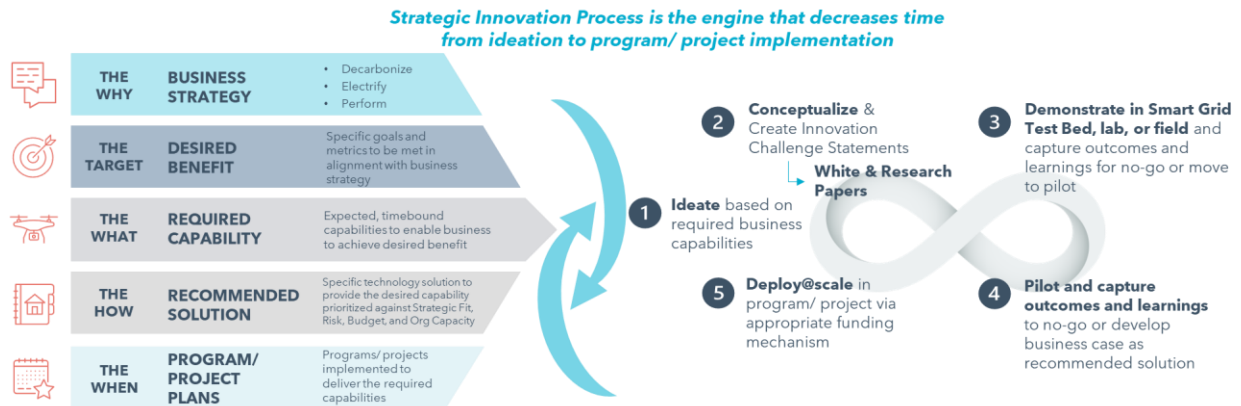 Strategic Innovation Process is the engine that decreases time
from ideation to program/ project implementation
THE
WHY
BUSINESS
STRATEGY
• Decarbonize
• Electrify
• Perform
THE
TARGET
DESIRED
BENEFIT
Specific goals and
metrics to be met in
alignment with business
strategy
THE
WHAT
REQUIRED
CAPABILITY
Expected, timebound
capabilities to enable business
to achieve desired benefit
THE
HOW
RECOMMENDED
SOLUTION
Specific technology solution to
provide the desired capability
prioritized against Strategic Fit,
Risk, Budget, and Org Capacity
THE
WHEN
PROGRAM/
PROJECT
PLANS
Programs/ projects
implemented to
deliver the required
capabilities
1
Ideate based on
required business
capabilities
2
Conceptualize &
Create Innovation
Challenge Statements
White & Research
Papers
3
Demonstrate in Smart Grid
Test Bed, lab, or field and
capture outcomes and
learnings for no-go or move
to pilot
4
Pilot and capture
outcomes and learnings
to no-go or develop
business case as
recommended solution
5
Deploy@scale in
program/ project via
appropriate funding
mechanism